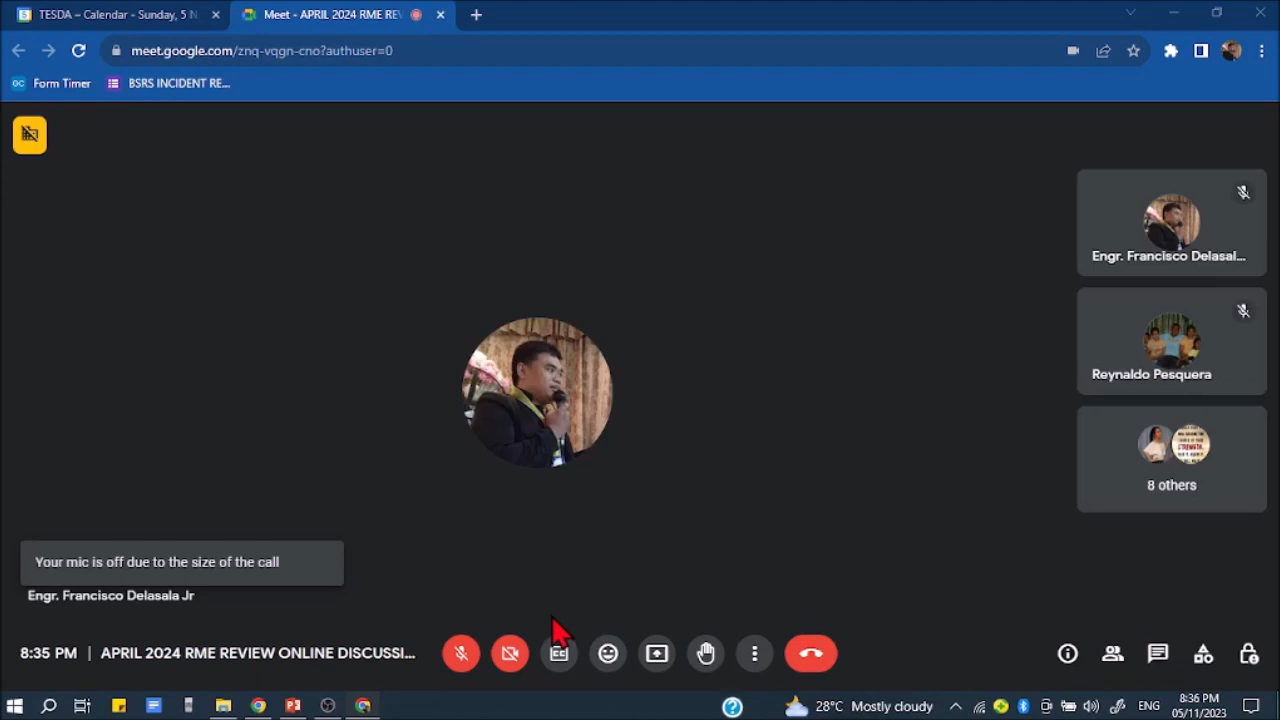 TESDA – Calendar - Sunday, 5 N
Meet - APRIL 2024 RME REV
meet.google.com/znq-vqgn-cno?authuser=0
GC Form Timer
BSRS INCIDENT RE...
Engr. Francisco Delasal...
Reynaldo Pesquera
STRENGTH.
8 others
Your mic is off due to the size of the call
Engr. Francisco Delasala Jr
8:35 PM | APRIL 2024 RME REVIEW ONLINE DISCUSSI...
28°C Mostly cloudy
ENG
8:36 PM
05/11/2023